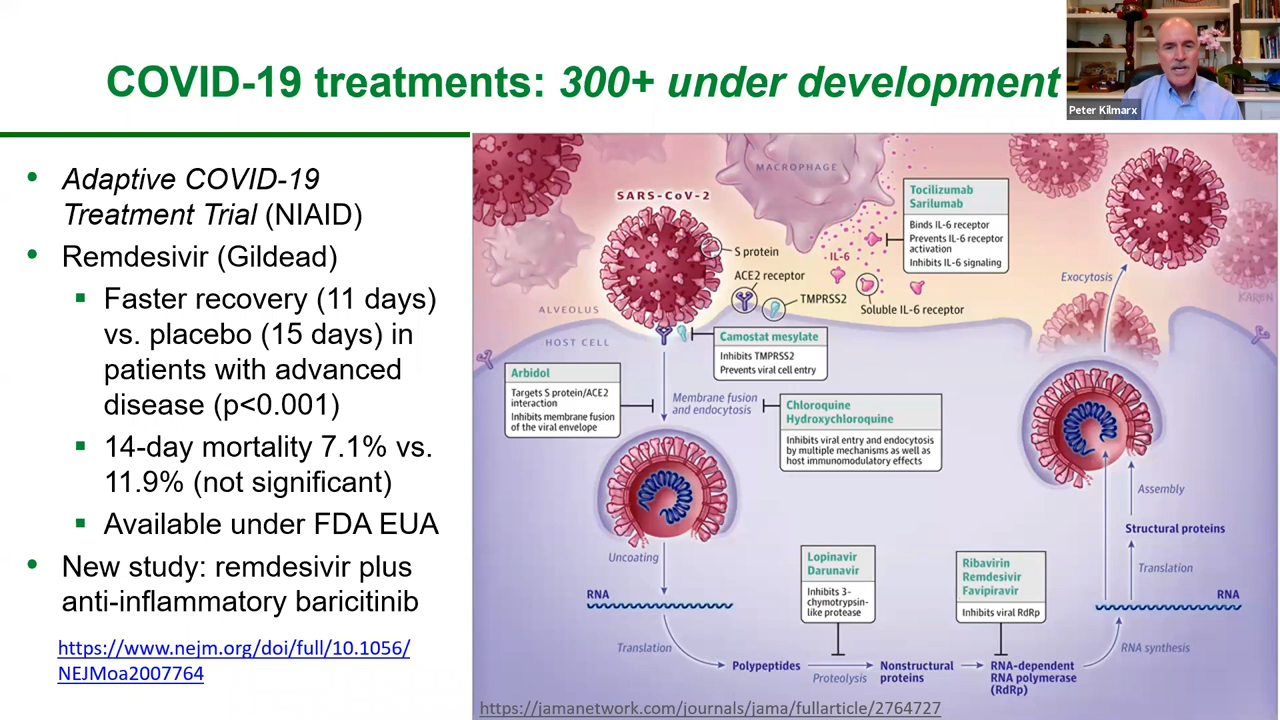 COVID-19 treatments: 300+ under development
Peter Kilmarx
• Adaptive COVID-19
Treatment Trial (NIAID)
• Remdesivir (Gildead)
▪ Faster recovery (11 days)
vs. placebo (15 days) in
patients with advanced
disease (p<0.001)
▪ 14-day mortality 7.1% vs.
11.9% (not significant)
▪ Available under FDA EUA
• New study: remdesivir plus
anti-inflammatory baricitinib
https://www.nejm.org/doi/full/10.1056/
NEJMoa2007764
MACROPHAGE
SARS-CoV-2
S protein
ACE2 receptor
TMPRSS2
IL-6
Soluble IL-6 receptor
Tocilizumab
Sarilumab
Binds IL-6 receptor
Prevents IL-6 receptor
activation
Inhibits IL-6 signaling
Exocytosis
KARON
ALVEOLUS
HOST CELL
Camostat mesylate
Inhibits TMPRSS2
Prevents viral cell entry
Arbidol
Targets S protein/ACE2
interaction
Inhibits membrane fusion
of the viral envelope
Membrane fusion
and endocytosis
Chloroquine
Hydroxychloroquine
Inhibits viral entry and endocytosis
by multiple mechanisms as well as
host immunomodulatory effects
Uncoating
RNA
Translation
Polypeptides
Proteolysis
Lopinavir
Darunavir
Inhibits 3-
chymotrypsin-
like protease
Nonstructural
proteins
Ribavirin
Remdesivir
Favipiravir
Inhibits viral RdRp
RNA-dependent
RNA polymerase
(RdRp)
RNA synthesis
RNA
Translation
Structural proteins
Assembly
https://jamanetwork.com/journals/jama/fullarticle/2764727